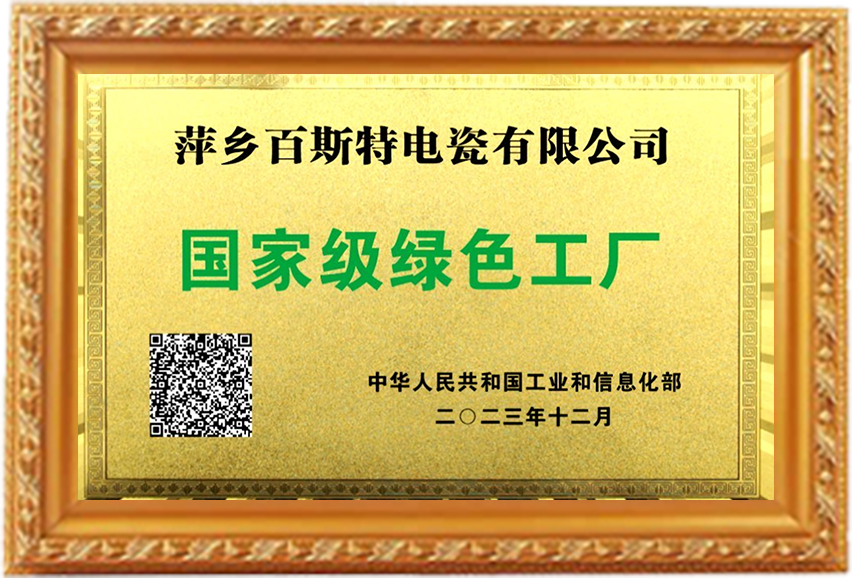 萍乡百斯特电瓷有限公司
国家级绿色工厂
中华人民共和国工业和信息化部
二〇二三年十二月